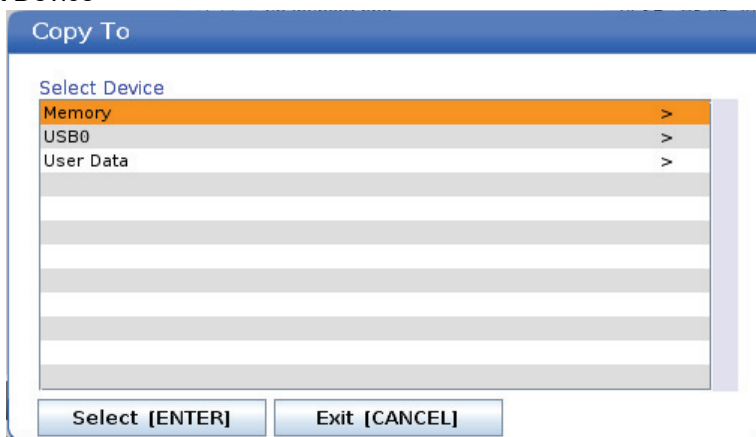 Copy To
Select Device
Memory >
USB0 >
User Data >
Select [ENTER] Exit [CANCEL]